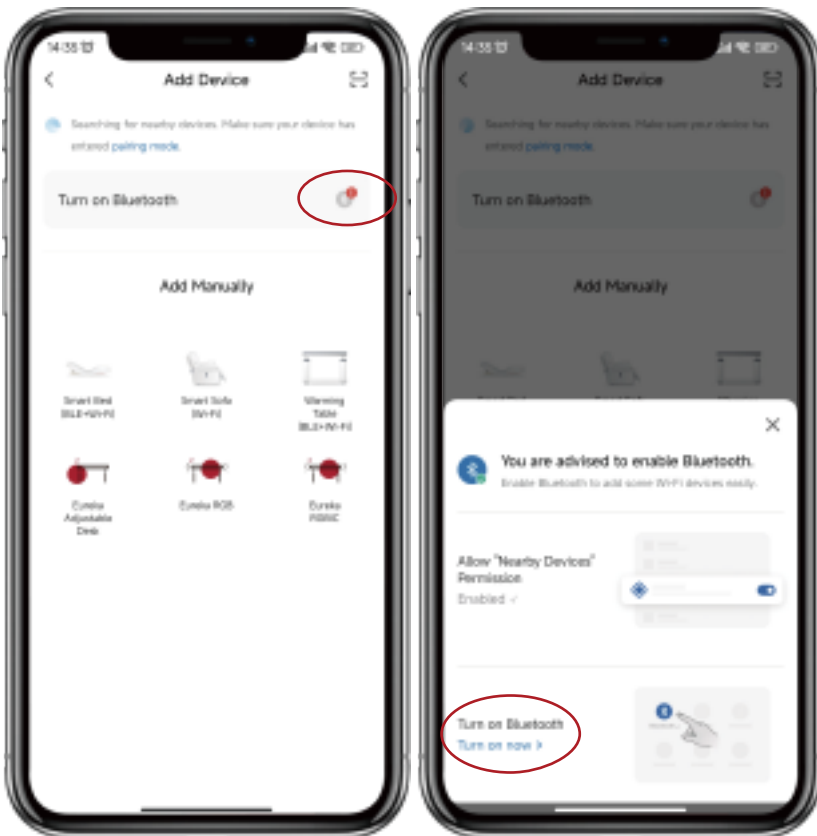 14:35
Add Device
Searching for nearby devices. Make sure your device has
entered pairing mode.
Turn on Bluetooth
Add Manually
Smart Bed
(BLE+Wi-Fi)
Smart Sofa
(Wi-Fi)
Warming
Table
(BLE+Wi-Fi)
Eureka
Adjustable
Desk
Eureka RGB
Eureka
14:35
Add Device
Searching for nearby devices. Make sure your device has
entered pairing mode.
Turn on Bluetooth
Add Manually
You are advised to enable Bluetooth.
Enable Bluetooth to add some Wi-Fi devices easily.
Allow "Nearby Devices"
Permission
Enabled ✓
Turn on Bluetooth
Turn on now >